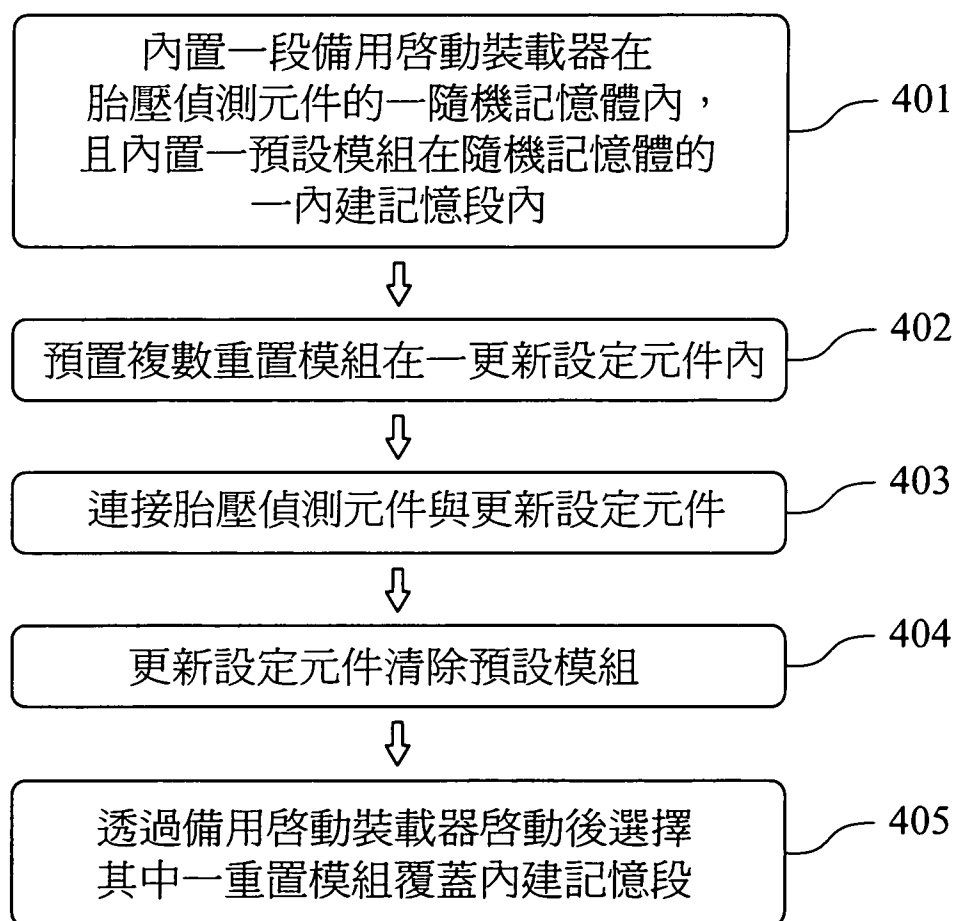 內置一段備用啓動裝載器在
胎壓偵測元件的一隨機記憶體內，
且內置一預設模組在隨機記憶體的
一內建記憶段內
401
預置複數重置模組在一更新設定元件內
402
連接胎壓偵測元件與更新設定元件
403
更新設定元件清除預設模組
404
透過備用啓動裝載器啓動後選擇
其中一重置模組覆蓋內建記憶段
405